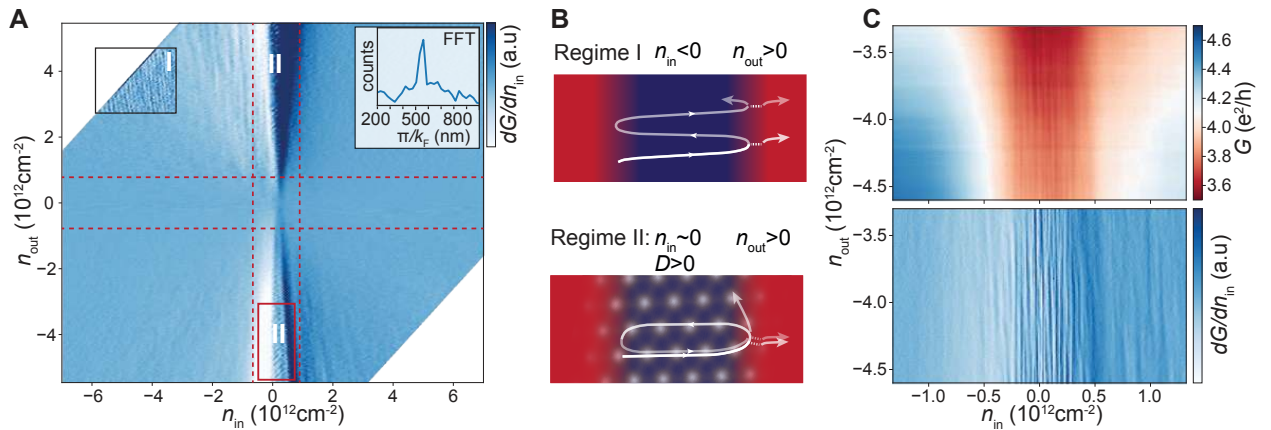 A
B
C
I
II
II
FFT
counts
200 500 800
π/k_F (nm)
dG/dn_in (a.u)
4
2
0
−2
−4
n_out (10^12cm^-2)
−6 −4 −2 0 2 4 6
n_in (10^12cm^-2)
Regime I n_in<0 n_out>0
Regime II: n_in~0 n_out>0
D>0
−3.5
−4.0
−4.5
4.6
4.4
4.2
4.0
3.8
3.6
G (e^2/h)
−3.5
−4.0
−4.5
n_out (10^12cm^-2)
dG/dn_in (a.u)
−1.0 −0.5 0.0 0.5 1.0
n_in (10^12cm^-2)